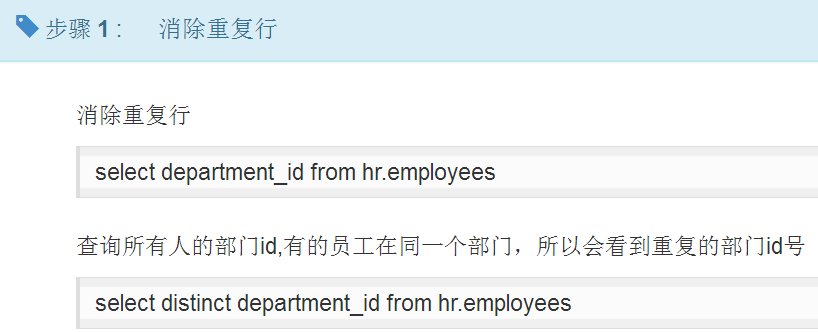 步骤 1 : 消除重复行
消除重复行
select department_id from hr.employees
查询所有人的部门id,有的员工在同一个部门，所以会看到重复的部门id号
select distinct department_id from hr.employees